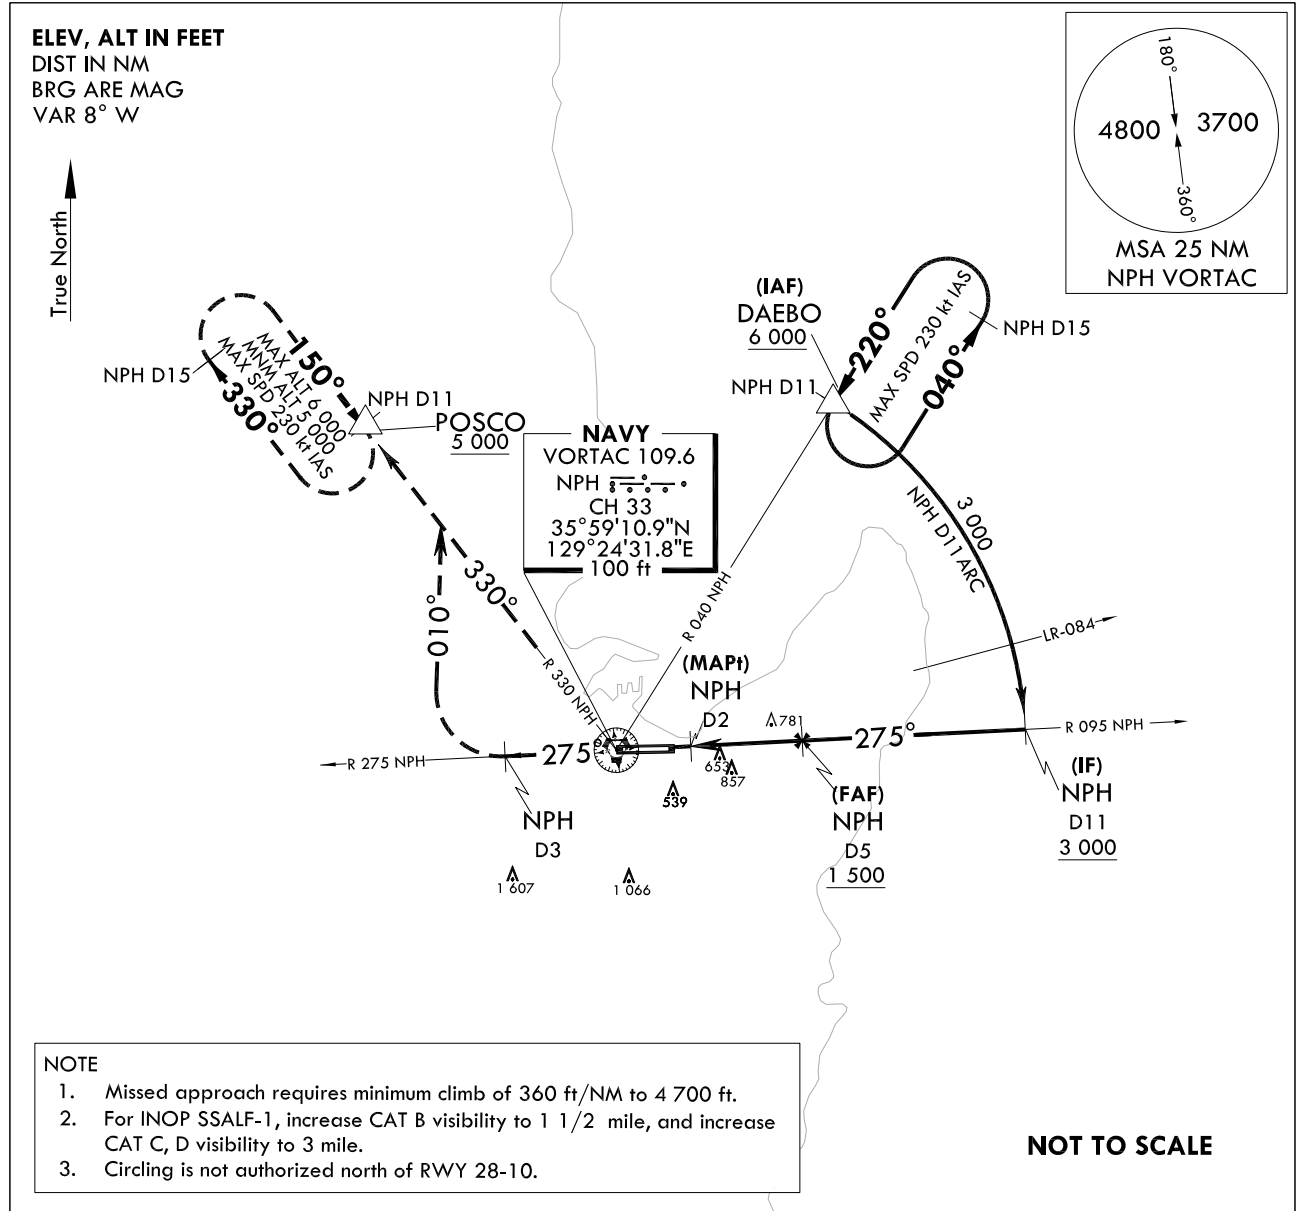 ELEV, ALT IN FEET
DIST IN NM
BRG ARE MAG
VAR 8° W
True North
180°
4800
3700
360°
MSA 25 NM
NPH VORTAC
(IAF)
DAEBO
6 000
NPH D11
220°
MAX SPD 230 kt IAS
040°
NPH D15
NPH D15
150°
MAX ALT 6 000
MNM ALT 5 000
MAX SPD 230 kt IAS
330°
NPH D11
POSCO
5 000
NAVY
VORTAC 109.6
NPH
CH 33
35°59'10.9"N
129°24'31.8"E
100 ft
3 000
NPH D11 ARC
LR-084
R 040 NPH
330°
R 330 NPH
010°
(MAPt)
NPH
D2
781
275°
R 095 NPH
275°
R 275 NPH
653
857
539
(FAF)
NPH
D5
1 500
(IF)
NPH
D11
3 000
NPH
D3
1 607
1 066
NOTE
1. Missed approach requires minimum climb of 360 ft/NM to 4 700 ft.
2. For INOP SSALF-1, increase CAT B visibility to 1 1/2 mile, and increase
CAT C, D visibility to 3 mile.
3. Circling is not authorized north of RWY 28-10.
NOT TO SCALE